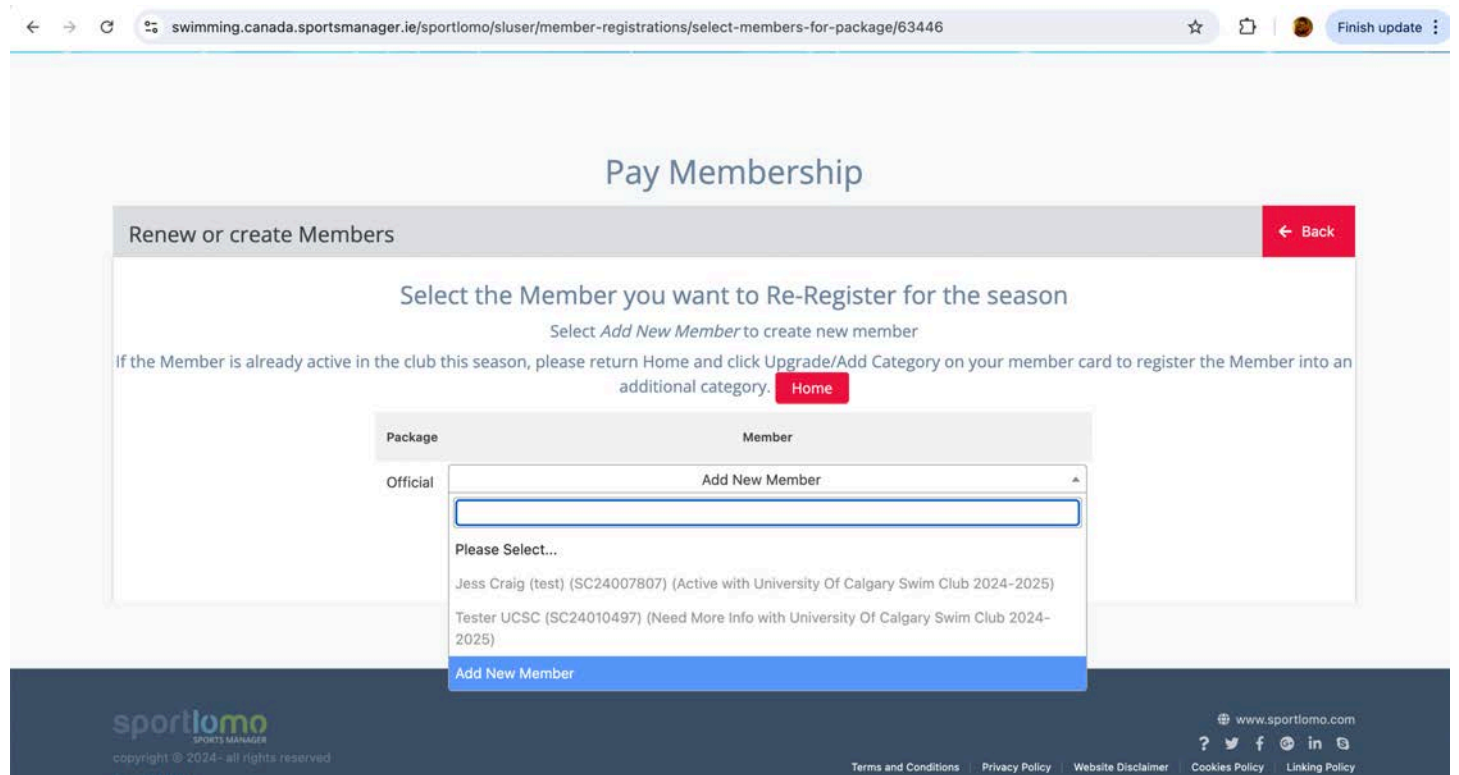 swimming.canada.sportsmanager.ie/sportlomo/sluser/member-registrations/select-members-for-package/63446
Finish update
Pay Membership
Renew or create Members
← Back
Select the Member you want to Re-Register for the season
Select Add New Member to create new member
If the Member is already active in the club this season, please return Home and click Upgrade/Add Category on your member card to register the Member into an
additional category. Home
Package Member
Official Add New Member
Please Select...
Jess Craig (test) (SC24007807) (Active with University Of Calgary Swim Club 2024-2025)
Tester UCSC (SC24010497) (Need More Info with University Of Calgary Swim Club 2024-
2025)
Add New Member
sportlomo
SPORTS MANAGER
copyright © 2024- all rights reserved
www.sportlomo.com
Terms and Conditions Privacy Policy Website Disclaimer Cookies Policy Linking Policy